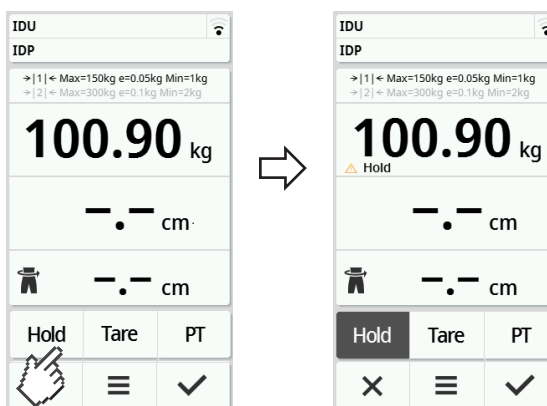 IDU
IDP
→|1|← Max=150kg e=0.05kg Min=1kg
→|2|← Max=300kg e=0.1kg Min=2kg
100.90 kg
-.- cm
-.- cm
Hold Tare PT
IDU
IDP
→|1|← Max=150kg e=0.05kg Min=1kg
→|2|← Max=300kg e=0.1kg Min=2kg
100.90 kg
Hold
-.- cm
-.- cm
Hold Tare PT